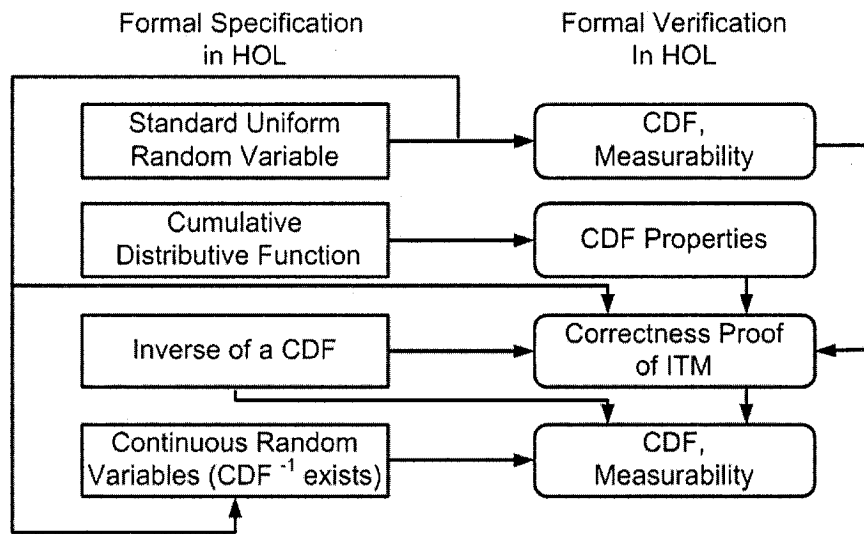 Formal Specification
in HOL
Formal Verification
In HOL
Standard Uniform
Random Variable
CDF,
Measurability
Cumulative
Distributive Function
CDF Properties
Inverse of a CDF
Correctness Proof
of ITM
Continuous Random
Variables (CDF -1 exists)
CDF,
Measurability